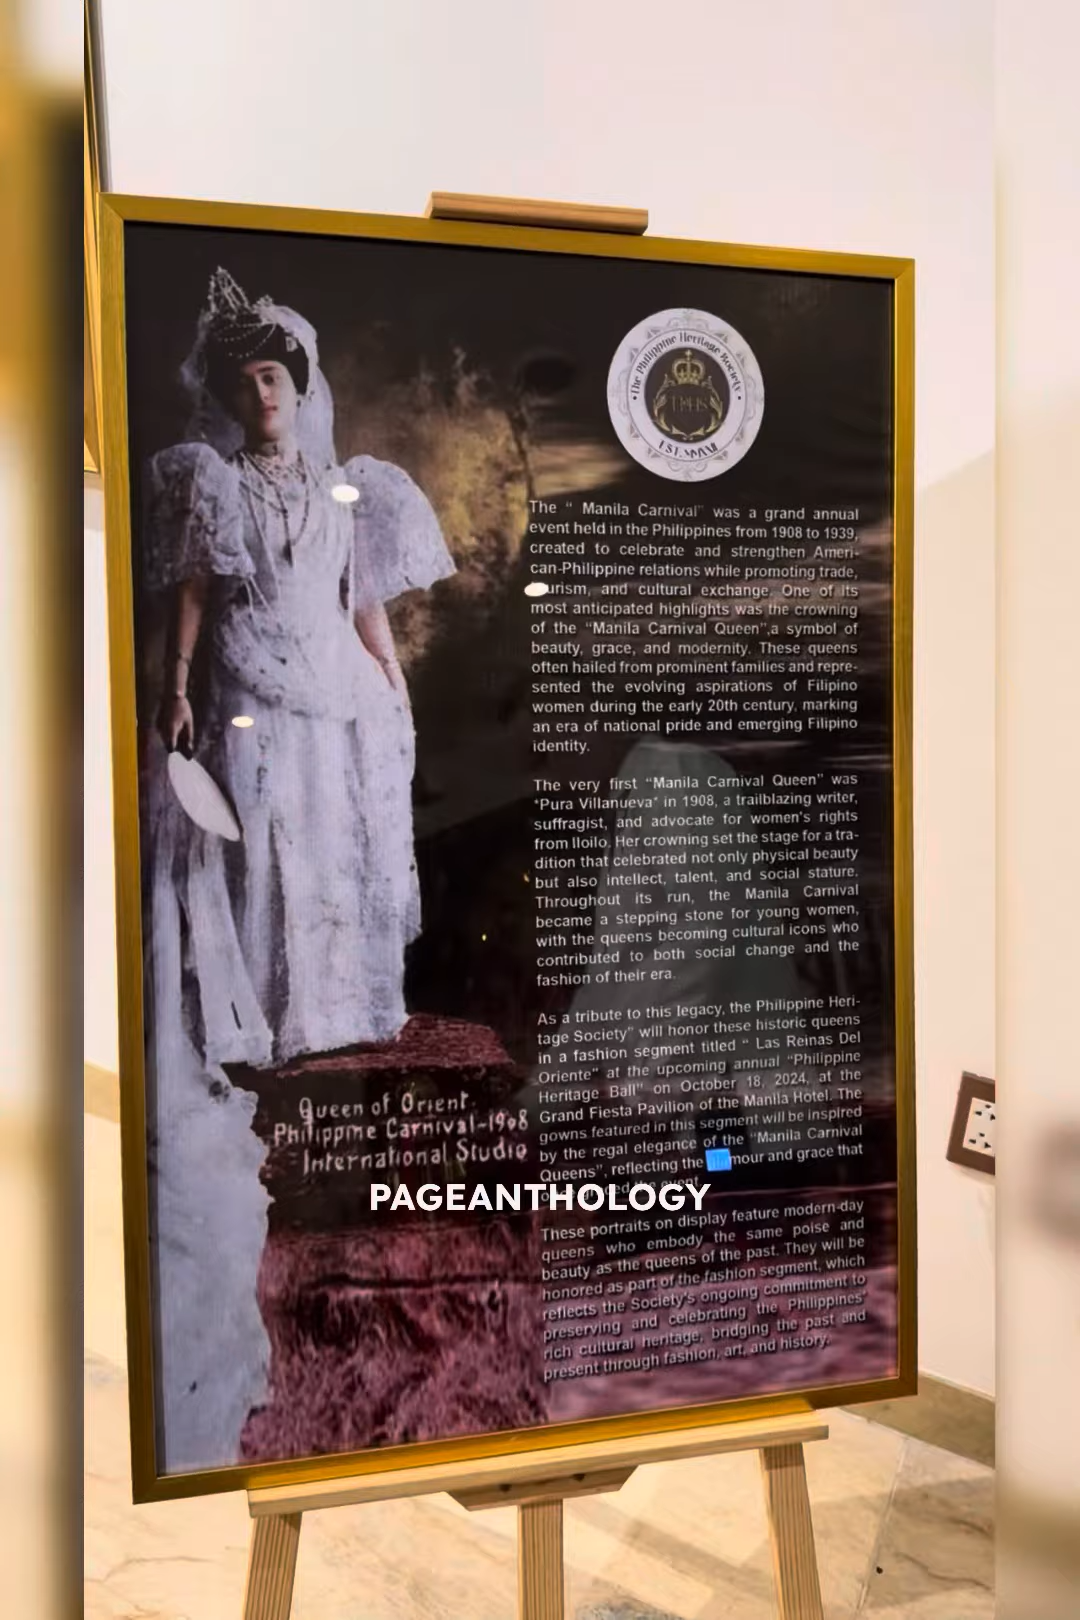 The Philippine Heritage Society
TPHS
The “ Manila Carnival” was a grand annual
event held in the Philippines from 1908 to 1939,
created to celebrate and strengthen Ameri-
can-Philippine relations while promoting trade,
urism, and cultural exchange. One of its
most anticipated highlights was the crowning
of the “Manila Carnival Queen”,a symbol of
beauty, grace, and modernity. These queens
often hailed from prominent families and repre-
sented the evolving aspirations of Filipino
women during the early 20th century, marking
an era of national pride and emerging Filipino
identity.
The very first “Manila Carnival Queen” was
*Pura Villanueva* in 1908, a trailblazing writer,
suffragist, and advocate for women's rights
from Iloilo. Her crowning set the stage for a tra-
dition that celebrated not only physical beauty
but also intellect, talent, and social stature.
Throughout its run, the Manila Carnival
became a stepping stone for young women,
with the queens becoming cultural icons who
contributed to both social change and the
fashion of their era.
As a tribute to this legacy, the Philippine Heri-
tage Society” will honor these historic queens
in a fashion segment titled “ Las Reinas Del
Oriente” at the upcoming annual “Philippine
Heritage Ball” on October 18, 2024, at the
Grand Fiesta Pavilion of the Manila Hotel. The
gowns featured in this segment will be inspired
by the regal elegance of the “Manila Carnival
Queens”, reflecting the mour and grace that
the event.
These portraits on display feature modern-day
queens who embody the same poise and
beauty as the queens of the past. They will be
honored as part of the fashion segment, which
reflects the Society's ongoing commitment to
preserving and celebrating the Philippines'
rich cultural heritage, bridging the past and
present through fashion, art, and history.
Queen of Orient.
Philippine Carnival-1908
International Studio
PAGEANTHOLOGY